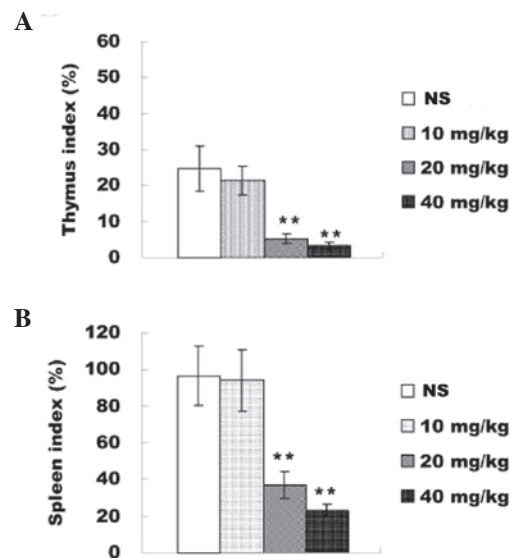 A
Thymus index (%)
60
50
40
30
20
10
0
** **
NS
10 mg/kg
20 mg/kg
40 mg/kg
B
Spleen index (%)
120
100
80
60
40
20
0
**
**
NS
10 mg/kg
20 mg/kg
40 mg/kg